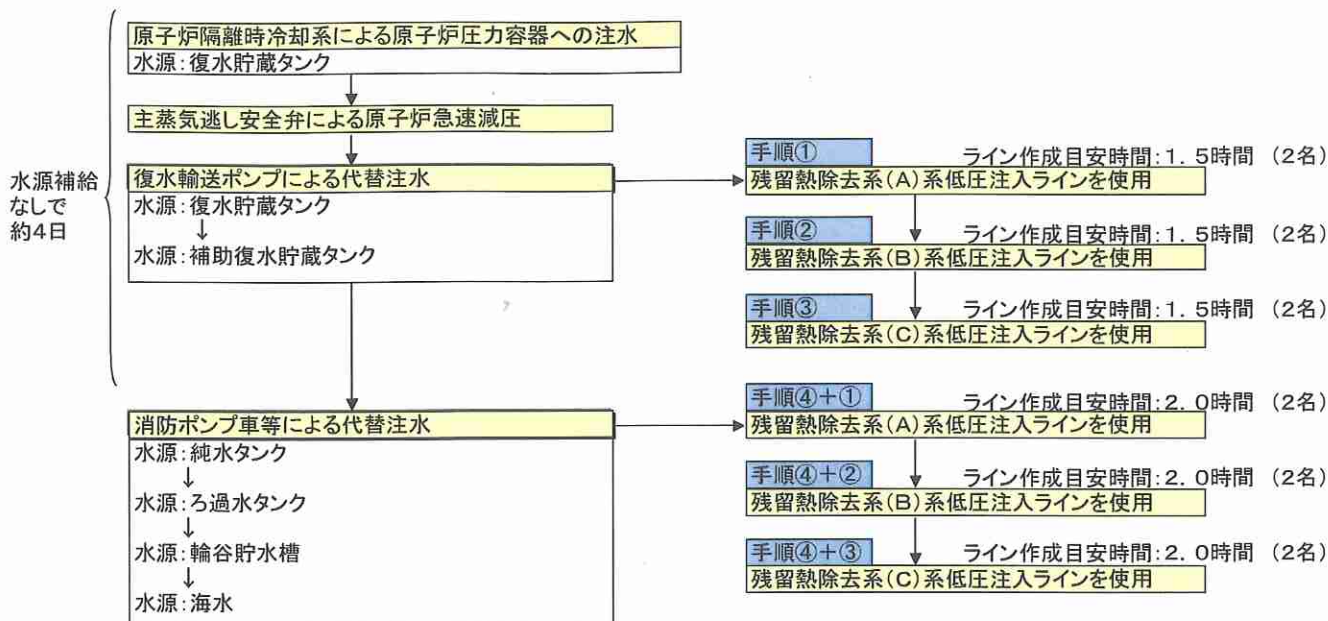 原子炉隔離時冷却系による原子炉圧力容器への注水
水源:復水貯蔵タンク
主蒸気逃し安全弁による原子炉急速減圧
水源補給
なしで
約4日
復水輸送ポンプによる代替注水
水源:復水貯蔵タンク
↓
水源:補助復水貯蔵タンク
手順① ライン作成目安時間:1.5時間 (2名)
残留熱除去系(A)系低圧注入ラインを使用
手順② ライン作成目安時間:1.5時間 (2名)
残留熱除去系(B)系低圧注入ラインを使用
手順③ ライン作成目安時間:1.5時間 (2名)
残留熱除去系(C)系低圧注入ラインを使用
消防ポンプ車等による代替注水
水源:純水タンク
↓
水源:ろ過水タンク
↓
水源:輪谷貯水槽
↓
水源:海水
手順④+① ライン作成目安時間:2.0時間 (2名)
残留熱除去系(A)系低圧注入ラインを使用
手順④+② ライン作成目安時間:2.0時間 (2名)
残留熱除去系(B)系低圧注入ラインを使用
手順④+③ ライン作成目安時間:2.0時間 (2名)
残留熱除去系(C)系低圧注入ラインを使用